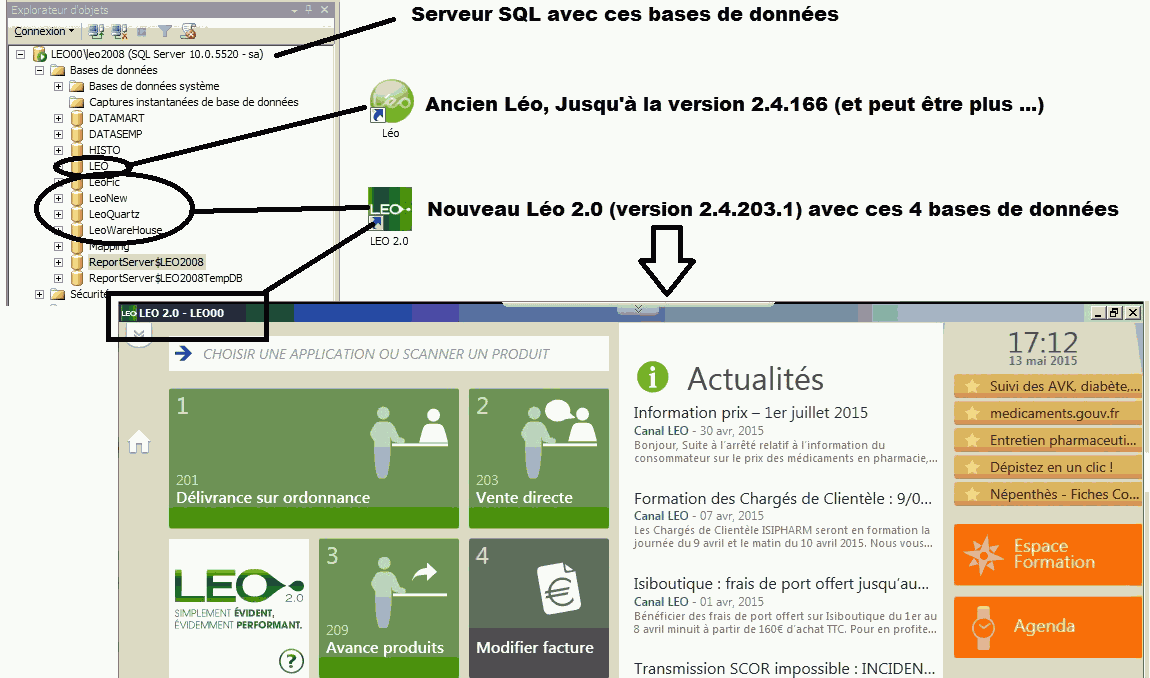 Explorateur d'objets
Connexion
LEO00\leo2008 (SQL Server 10.0.5520 - sa)
Bases de données
Bases de données système
Captures instantanées de base de données
DATAMART
DATASEMP
HISTO
LEO
LeoFic
LeoNew
LeoQuartz
LeoWareHouse
Mapping
ReportServer$LEO2008
ReportServer$LEO2008TempDB
Sécurité
Serveur SQL avec ces bases de données
Léo
Léo
Ancien Léo, Jusqu'à la version 2.4.166 (et peut être plus ...)
LEO
LEO 2.0
Nouveau Léo 2.0 (version 2.4.203.1) avec ces 4 bases de données
LEO LEO 2.0 - LEO00
CHOISIR UNE APPLICATION OU SCANNER UN PRODUIT
1
201
Délivrance sur ordonnance
2
203
Vente directe
LEO
2.0
SIMPLEMENT ÉVIDENT,
ÉVIDEMMENT PERFORMANT.
?
3
209
Avance produits
4
€
Modifier facture
i Actualités
Information prix – 1er juillet 2015
Canal LEO - 30 avr, 2015
Bonjour, Suite à l'arrêté relatif à l'information du
consommateur sur le prix des médicaments en pharmacie,...
Formation des Chargés de Clientèle : 9/0...
Canal LEO - 07 avr, 2015
Les Chargés de Clientèle ISIPHARM seront en formation la
journée du 9 avril et le matin du 10 avril 2015. Nous vous...
Isiboutique : frais de port offert jusqu'au...
Canal LEO - 01 avr, 2015
Bénéficier des frais de port offert sur Isiboutique du 1er au
8 avril minuit à partir de 160€ d'achat TTC. Pour en profite...
Transmission SCOR impossible : INCIDEN...
17:12
13 mai 2015
Suivi des AVK, diabète,...
medicaments.gouv.fr
Entretien pharmaceuti...
Dépistez en un clic !
Népenthès - Fiches Co...
Espace
Formation
Agenda